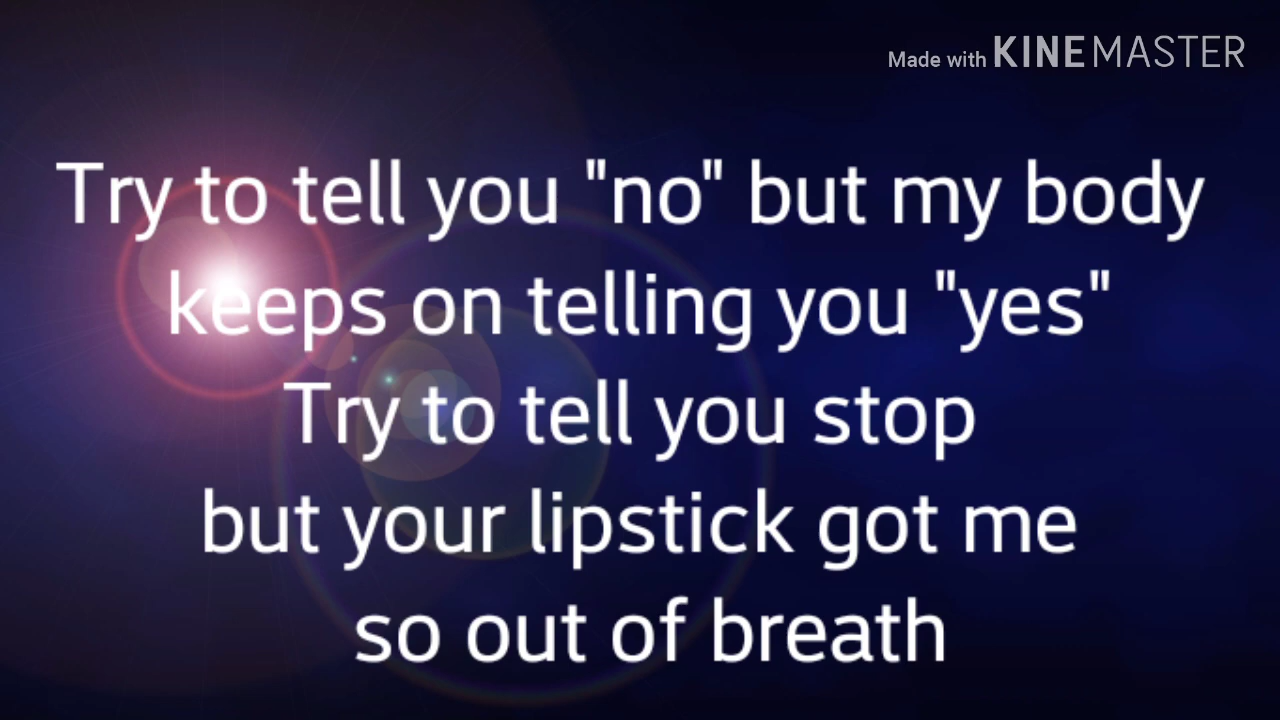 Made with KINEMASTER
Try to tell you "no" but my body
keeps on telling you "yes"
Try to tell you stop
but your lipstick got me
so out of breath